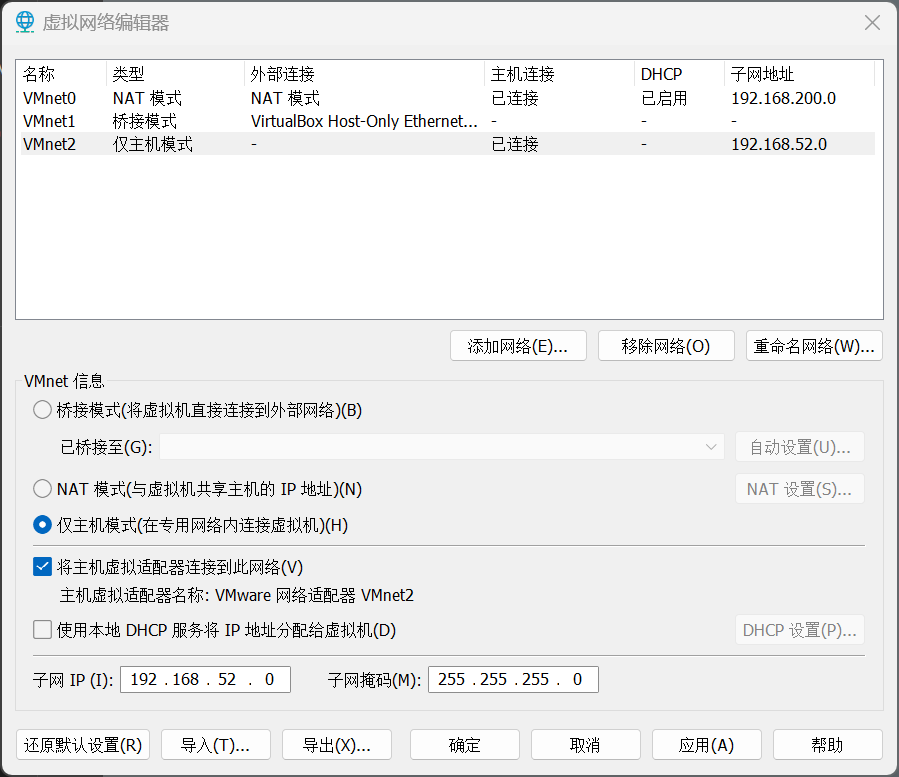 虚拟网络编辑器
名称 类型 外部连接 主机连接 DHCP 子网地址
VMnet0 NAT 模式 NAT 模式 已连接 已启用 192.168.200.0
VMnet1 桥接模式 VirtualBox Host-Only Ethernet... - - -
VMnet2 仅主机模式 - 已连接 - 192.168.52.0
添加网络(E)... 移除网络(O) 重命名网络(W)...
VMnet 信息
桥接模式(将虚拟机直接连接到外部网络)(B)
已桥接至(G): 自动设置(U)...
NAT 模式(与虚拟机共享主机的 IP 地址)(N) NAT 设置(S)...
仅主机模式(在专用网络内连接虚拟机)(H)
将主机虚拟适配器连接到此网络(V)
主机虚拟适配器名称: VMware 网络适配器 VMnet2
使用本地 DHCP 服务将 IP 地址分配给虚拟机(D) DHCP 设置(P)...
子网 IP (I): 192 . 168 . 52 . 0 子网掩码(M): 255 . 255 . 255 . 0
还原默认设置(R) 导入(T)... 导出(X)... 确定 取消 应用(A) 帮助